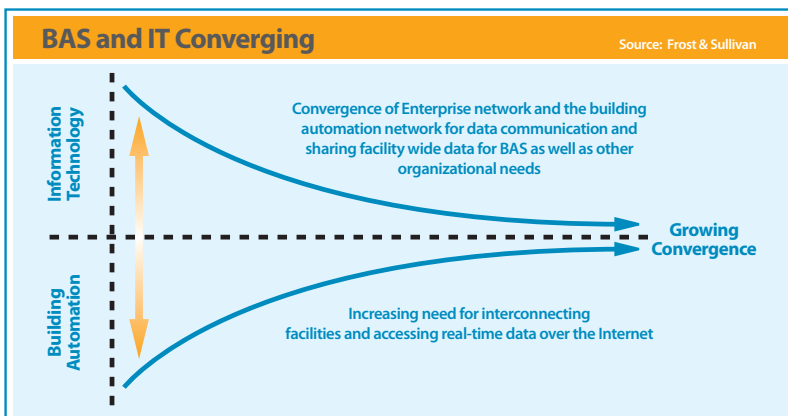 BAS and IT Converging
Source: Frost & Sullivan
Information
Technology
Convergence of Enterprise network and the building
automation network for data communication and
sharing facility wide data for BAS as well as other
organizational needs
Growing
Convergence
Building
Automation
Increasing need for interconnecting
facilities and accessing real-time data over the Internet